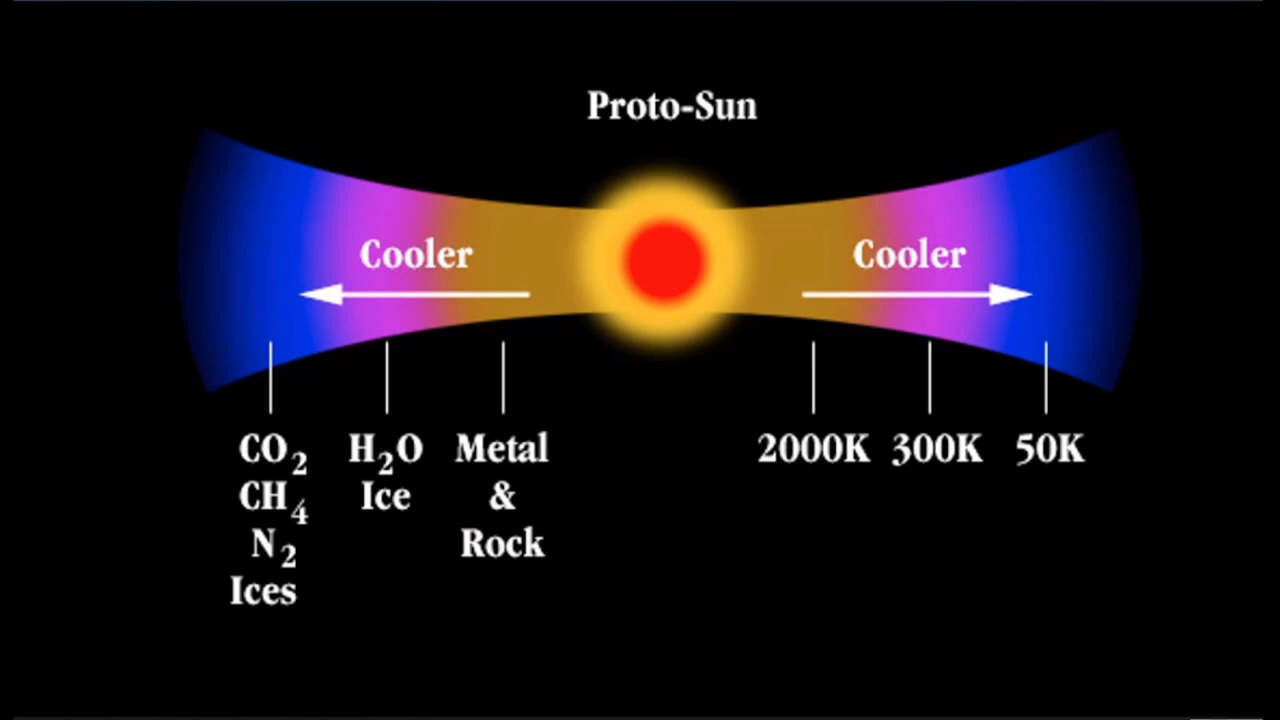 Proto-Sun
Cooler
Cooler
CO₂
CH₄
N₂
Ices
H₂O
Ice
Metal
&
Rock
2000K
300K
50K